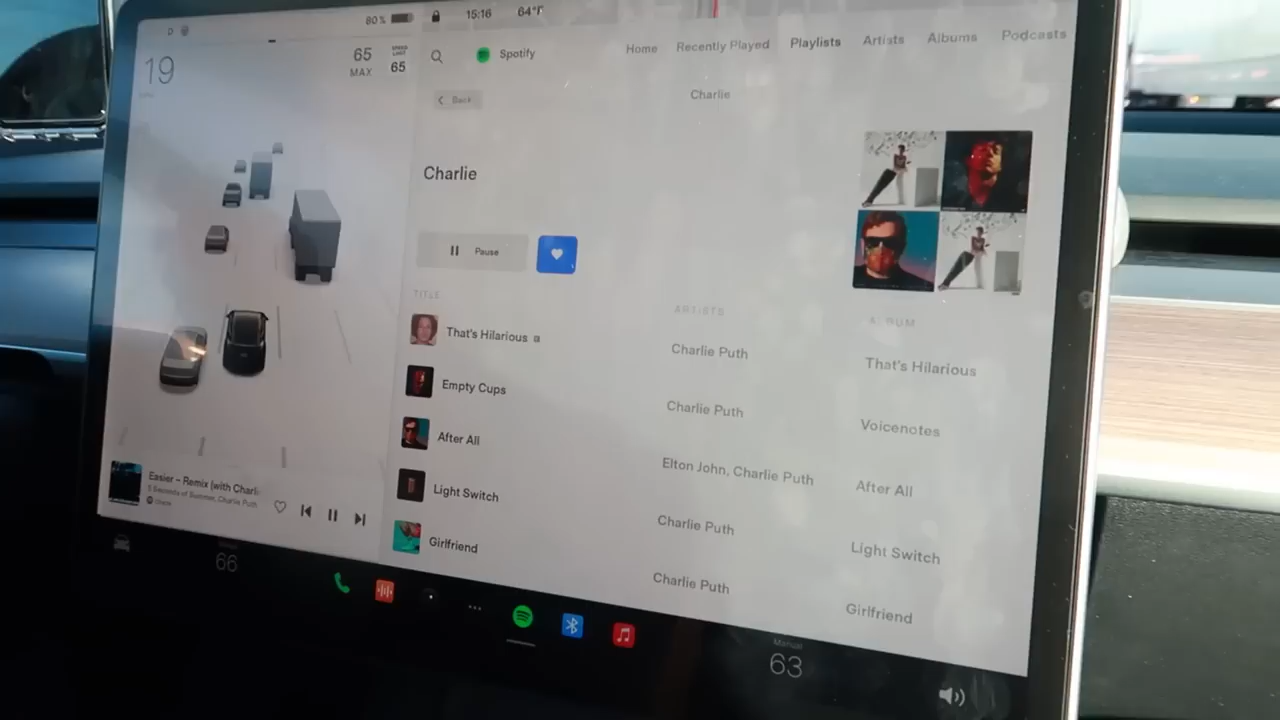 D
80 %
15:16
64°F
19
65
MAX
SPEED
LIMIT
65
Spotify
Home
Recently Played
Playlists
Artists
Albums
Podcasts
Back
Charlie
Charlie
Pause
TITLE
ARTISTS
ALBUM
That's Hilarious
Charlie Puth
That's Hilarious
Empty Cups
Charlie Puth
Voicenotes
After All
Elton John, Charlie Puth
After All
Light Switch
Charlie Puth
Light Switch
Girlfriend
Charlie Puth
Girlfriend
Easier – Remix (with Charli
5 Seconds of Summer, Charlie Puth
66
Manual
63